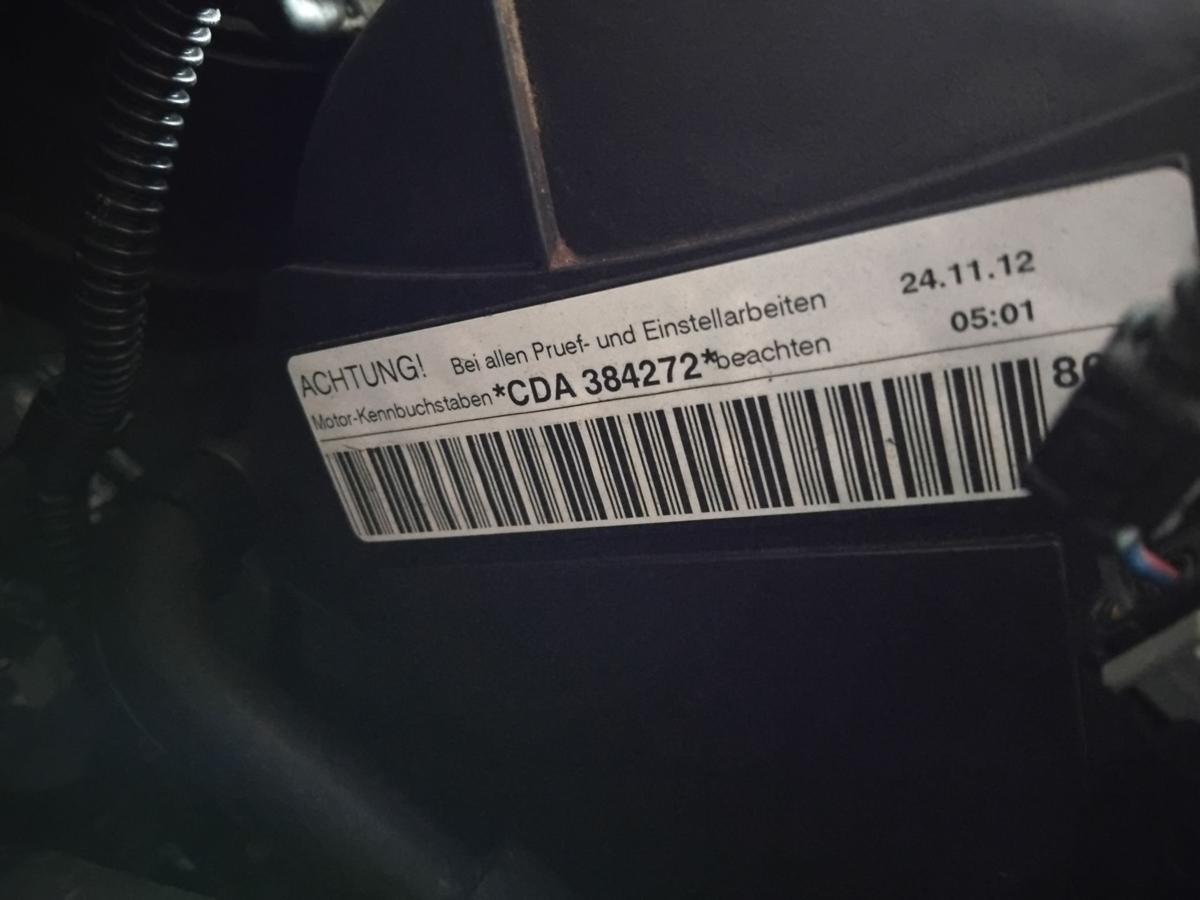 ACHTUNG! Bei allen Pruef- und Einstellarbeiten 24.11.12
Motor-Kennbuchstaben *CDA 384272* beachten 05:01